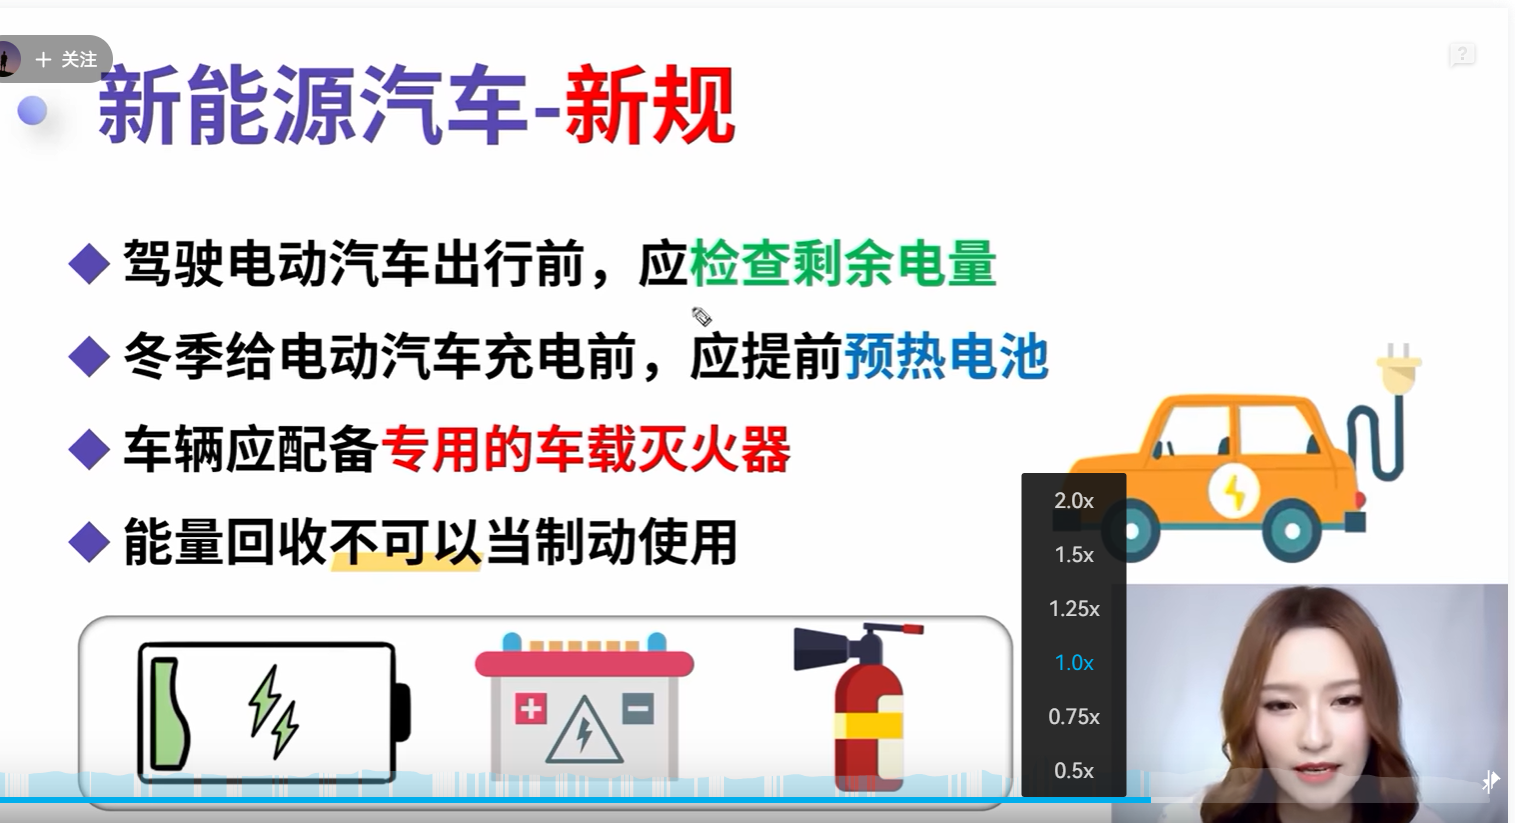 + 关注
新能源汽车-新规
驾驶电动汽车出行前，应检查剩余电量
冬季给电动汽车充电前，应提前预热电池
车辆应配备专用的车载灭火器
能量回收不可以当制动使用
2.0x
1.5x
1.25x
1.0x
0.75x
0.5x